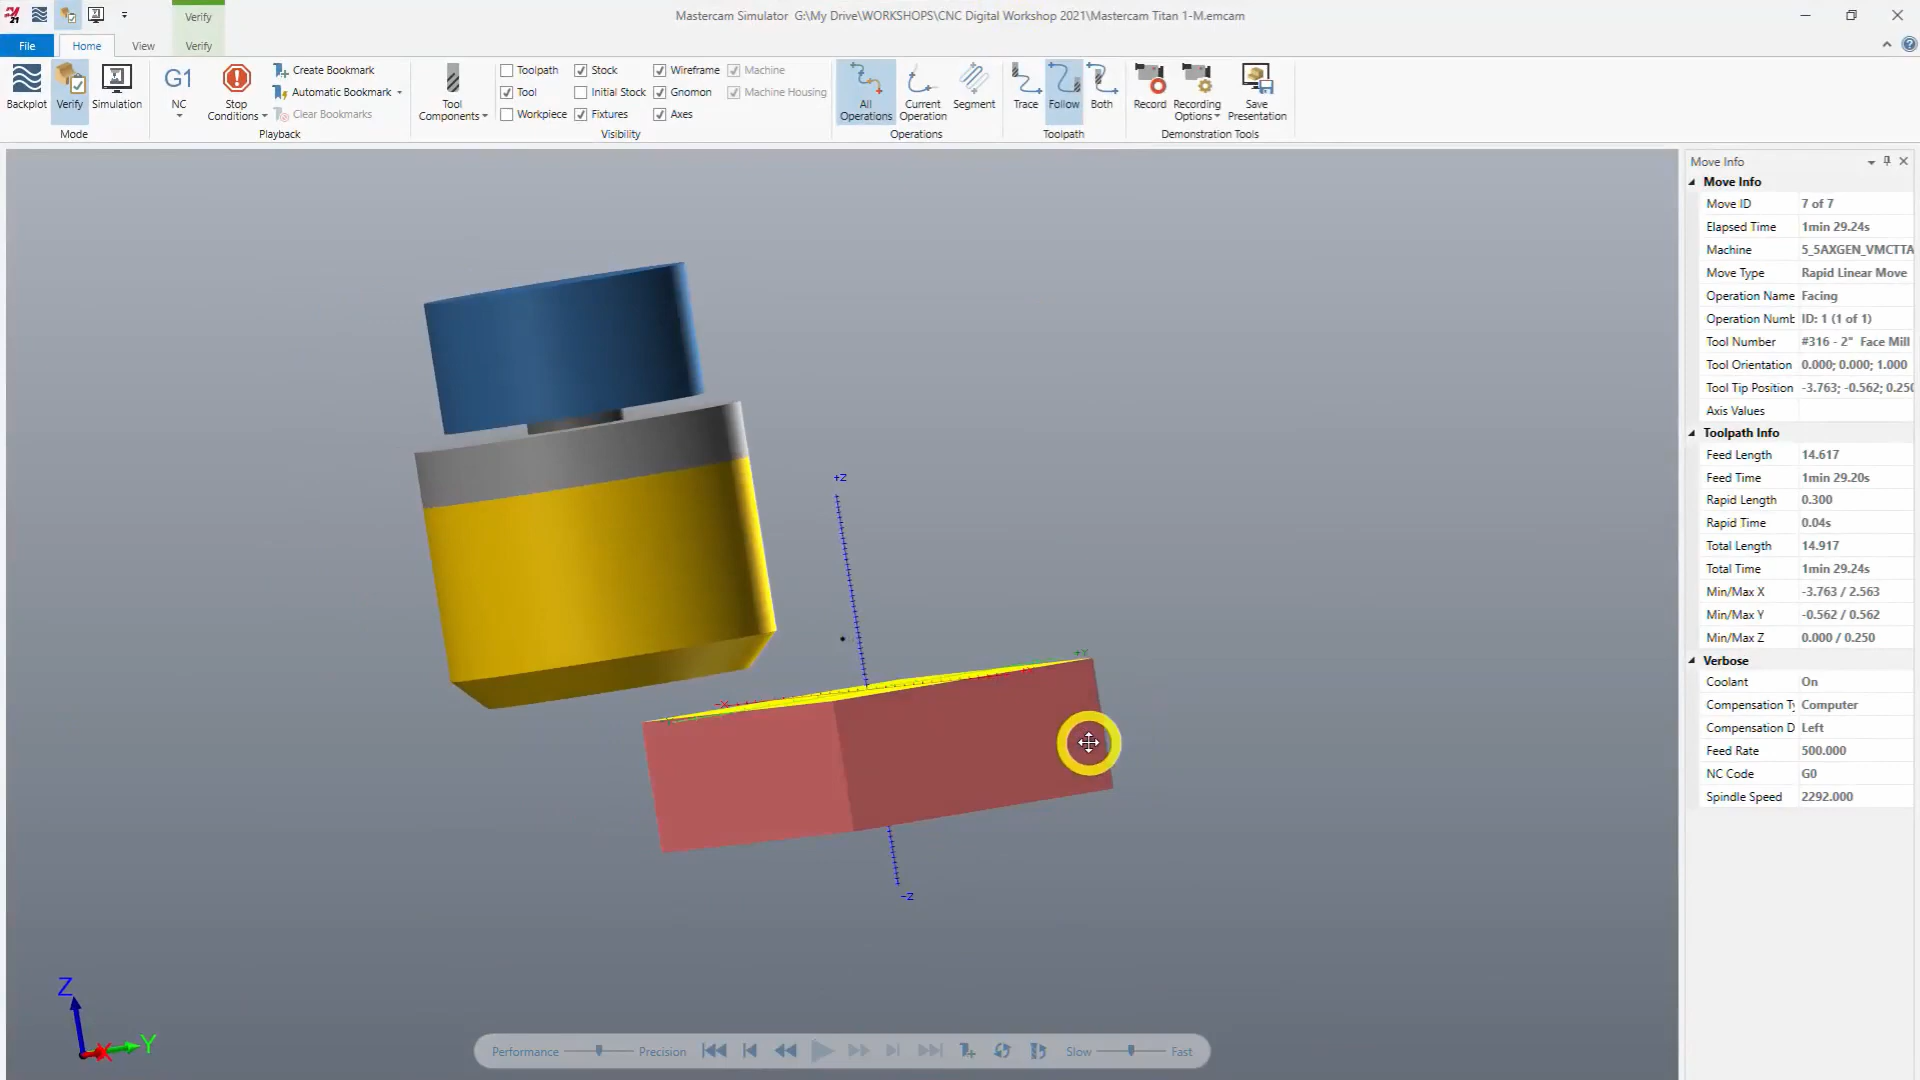 Verify
Mastercam Simulator G:\My Drive\WORKSHOPS\CNC Digital Workshop 2021\Mastercam Titan 1-M.emcam
File
Home
View
Verify
Backplot
Verify
Simulation
Mode
G1
NC
Stop
Conditions
Create Bookmark
Automatic Bookmark
Clear Bookmarks
Playback
Tool
Components
Toolpath
Tool
Workpiece
Stock
Initial Stock
Fixtures
Wireframe
Gnomon
Axes
Machine
Machine Housing
Visibility
All
Operations
Current
Operation
Segment
Operations
Trace
Follow
Both
Toolpath
Record
Recording
Options
Save
Presentation
Demonstration Tools
Move Info
Move Info
Move ID 7 of 7
Elapsed Time 1min 29.24s
Machine 5_5AXGEN_VMCTTA
Move Type Rapid Linear Move
Operation Name Facing
Operation Numb ID: 1 (1 of 1)
Tool Number #316 - 2" Face Mill
Tool Orientation 0.000; 0.000; 1.000
Tool Tip Position -3.763; -0.562; 0.250
Axis Values
Toolpath Info
Feed Length 14.617
Feed Time 1min 29.20s
Rapid Length 0.300
Rapid Time 0.04s
Total Length 14.917
Total Time 1min 29.24s
Min/Max X -3.763 / 2.563
Min/Max Y -0.562 / 0.562
Min/Max Z 0.000 / 0.250
Verbose
Coolant On
Compensation Ty Computer
Compensation D Left
Feed Rate 500.000
NC Code G0
Spindle Speed 2292.000
+Z
+Y
-X
-Z
Z
X
Y
Performance
Precision
Slow
Fast